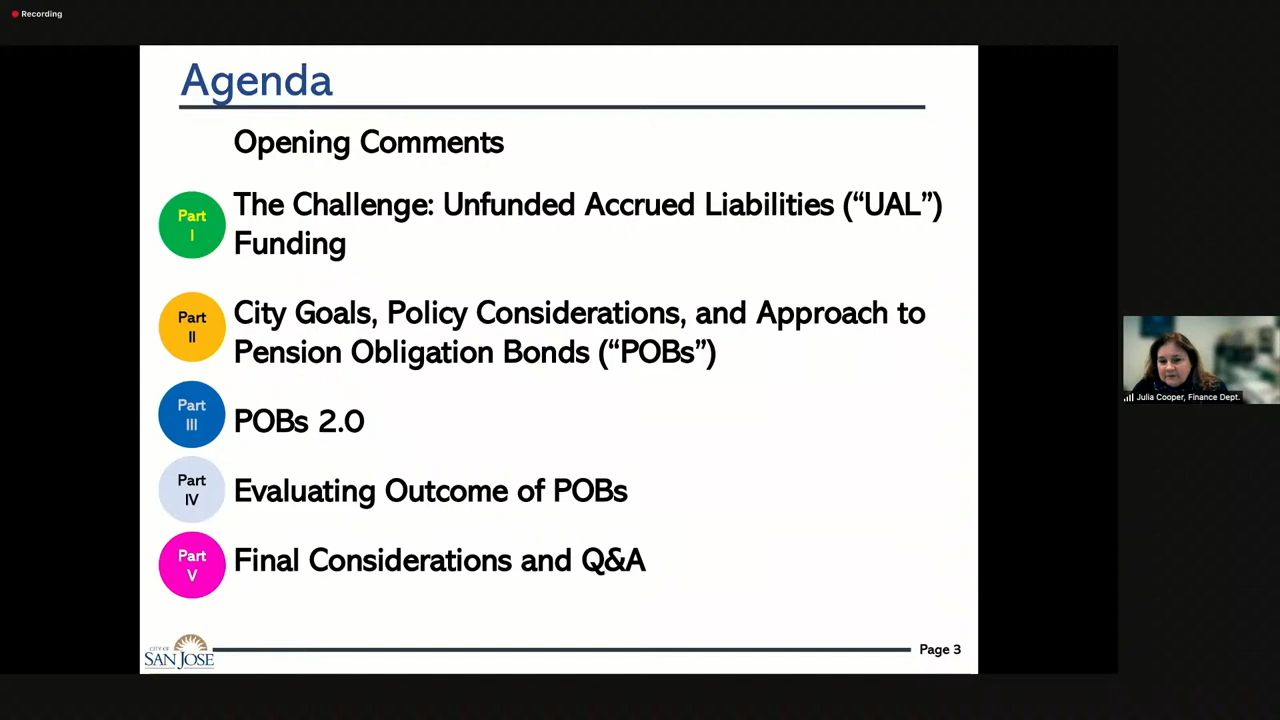 Recording
Agenda
Opening Comments
Part
I
The Challenge: Unfunded Accrued Liabilities (“UAL”)
Funding
Part
II
City Goals, Policy Considerations, and Approach to
Pension Obligation Bonds (“POBs”)
Part
III
POBs 2.0
Part
IV
Evaluating Outcome of POBs
Part
V
Final Considerations and Q&A
CITY OF
SAN JOSE
Page 3
Julia Cooper, Finance Dept.